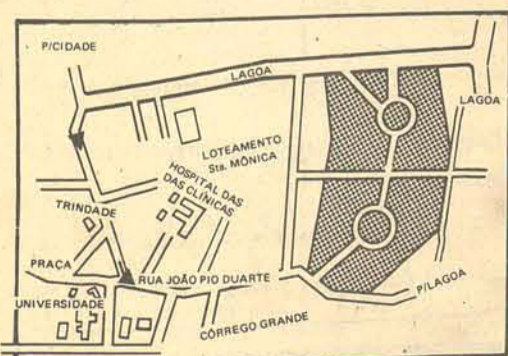 P/CIDADE
LAGOA
LAGOA
LOTEAMENTO
Sta. MÔNICA
HOSPITAL DAS
DAS CLÍNICAS
TRINDADE
PRAÇA
RUA JOÃO PIO DUARTE
P/LAGOA
UNIVERSIDADE
CÔRREGO GRANDE